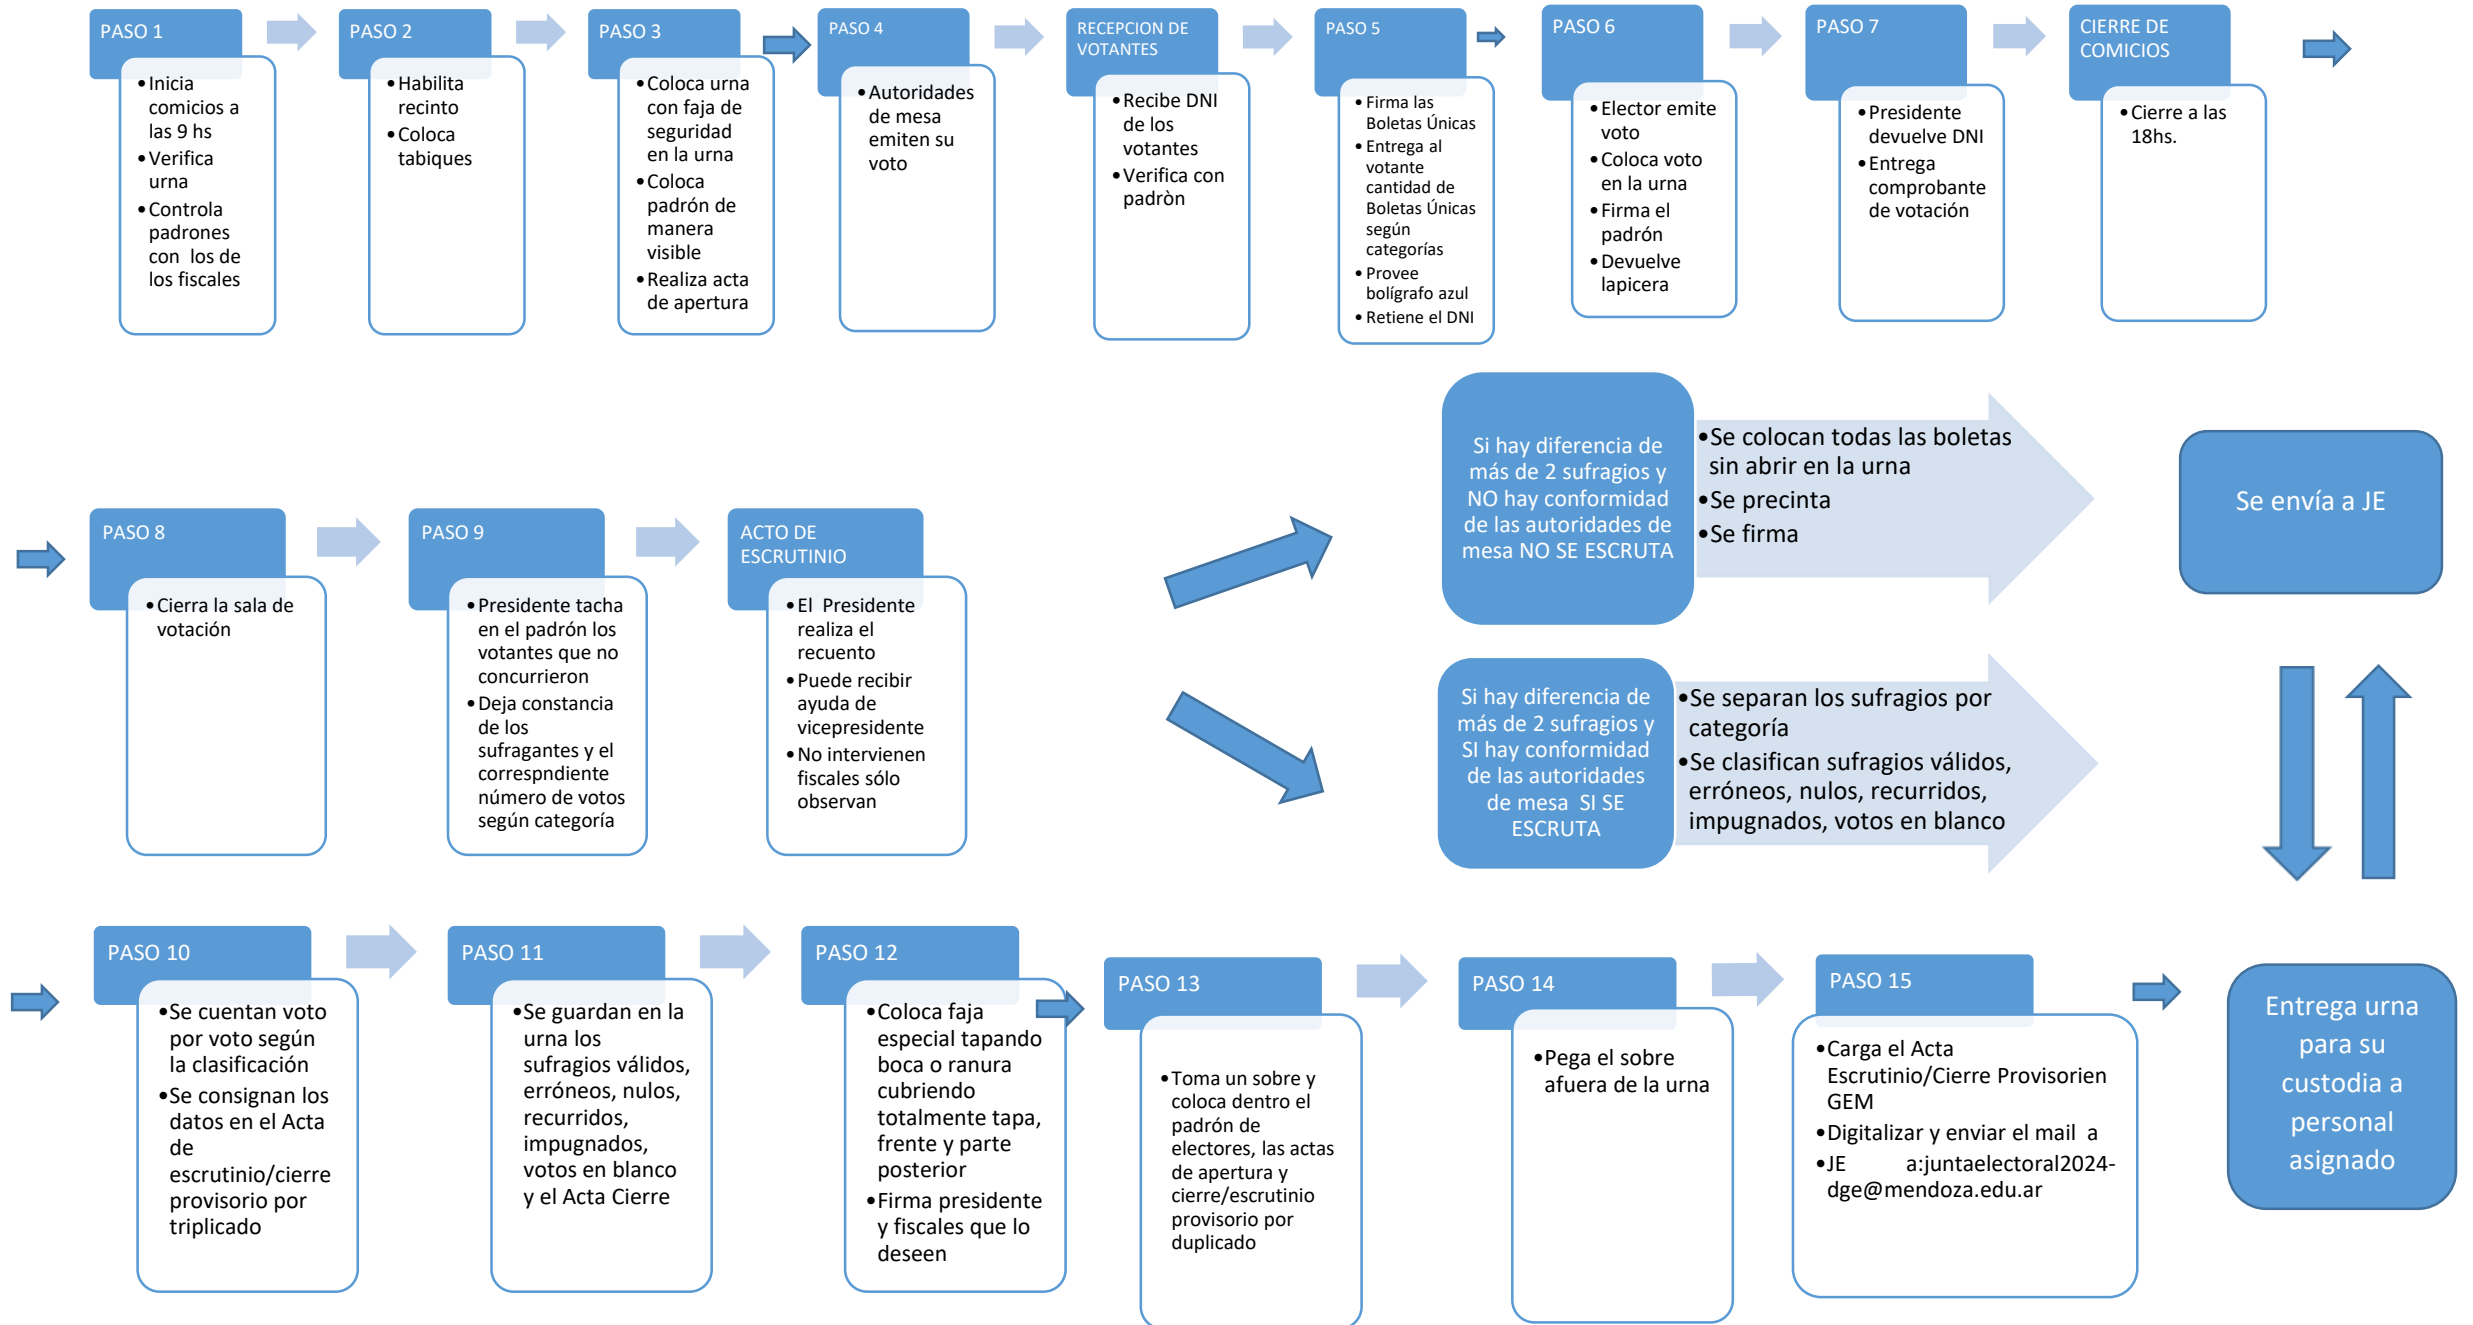 PASO 1
• Inicia
comicios a
las 9 hs
• Verifica
urna
• Controla
padrones
con los de
los fiscales
PASO 2
• Habilita
recinto
• Coloca
tabiques
PASO 3
• Coloca urna
con faja de
seguridad
en la urna
• Coloca
padrón de
manera
visible
• Realiza acta
de apertura
PASO 4
• Autoridades
de mesa
emiten su
voto
RECEPCION DE
VOTANTES
• Recibe DNI
de los
votantes
• Verifica con
padròn
PASO 5
• Firma las
Boletas Únicas
• Entrega al
votante
cantidad de
Boletas Únicas
según
categorías
• Provee
bolígrafo azul
• Retiene el DNI
PASO 6
• Elector emite
voto
• Coloca voto
en la urna
• Firma el
padrón
• Devuelve
lapicera
PASO 7
• Presidente
devuelve DNI
• Entrega
comprobante
de votación
CIERRE DE
COMICIOS
• Cierre a las
18hs.
PASO 8
• Cierra la sala de
votación
PASO 9
• Presidente tacha
en el padrón los
votantes que no
concurrieron
• Deja constancia
de los
sufragantes y el
correspndiente
número de votos
según categoría
ACTO DE
ESCRUTINIO
• El Presidente
realiza el
recuento
• Puede recibir
ayuda de
vicepresidente
• No intervienen
fiscales sólo
observan
Si hay diferencia de
más de 2 sufragios y
NO hay conformidad
de las autoridades de
mesa NO SE ESCRUTA
• Se colocan todas las boletas
sin abrir en la urna
• Se precinta
• Se firma
Se envía a JE
Si hay diferencia de
más de 2 sufragios y
SI hay conformidad
de las autoridades
de mesa SI SE
ESCRUTA
• Se separan los sufragios por
categoría
• Se clasifican sufragios válidos,
erróneos, nulos, recurridos,
impugnados, votos en blanco
PASO 10
• Se cuentan voto
por voto según
la clasificación
• Se consignan los
datos en el Acta
de
escrutinio/cierre
provisorio por
triplicado
PASO 11
• Se guardan en la
urna los
sufragios válidos,
erróneos, nulos,
recurridos,
impugnados,
votos en blanco
y el Acta Cierre
PASO 12
• Coloca faja
especial tapando
boca o ranura
cubriendo
totalmente tapa,
frente y parte
posterior
• Firma presidente
y fiscales que lo
deseen
PASO 13
• Toma un sobre y
coloca dentro el
padrón de
electores, las actas
de apertura y
cierre/escrutinio
provisorio por
duplicado
PASO 14
• Pega el sobre
afuera de la urna
PASO 15
• Carga el Acta
Escrutinio/Cierre Provisorien
GEM
• Digitalizar y enviar el mail a
• JE a:juntaelectoral2024-
dge@mendoza.edu.ar
Entrega urna
para su
custodia a
personal
asignado